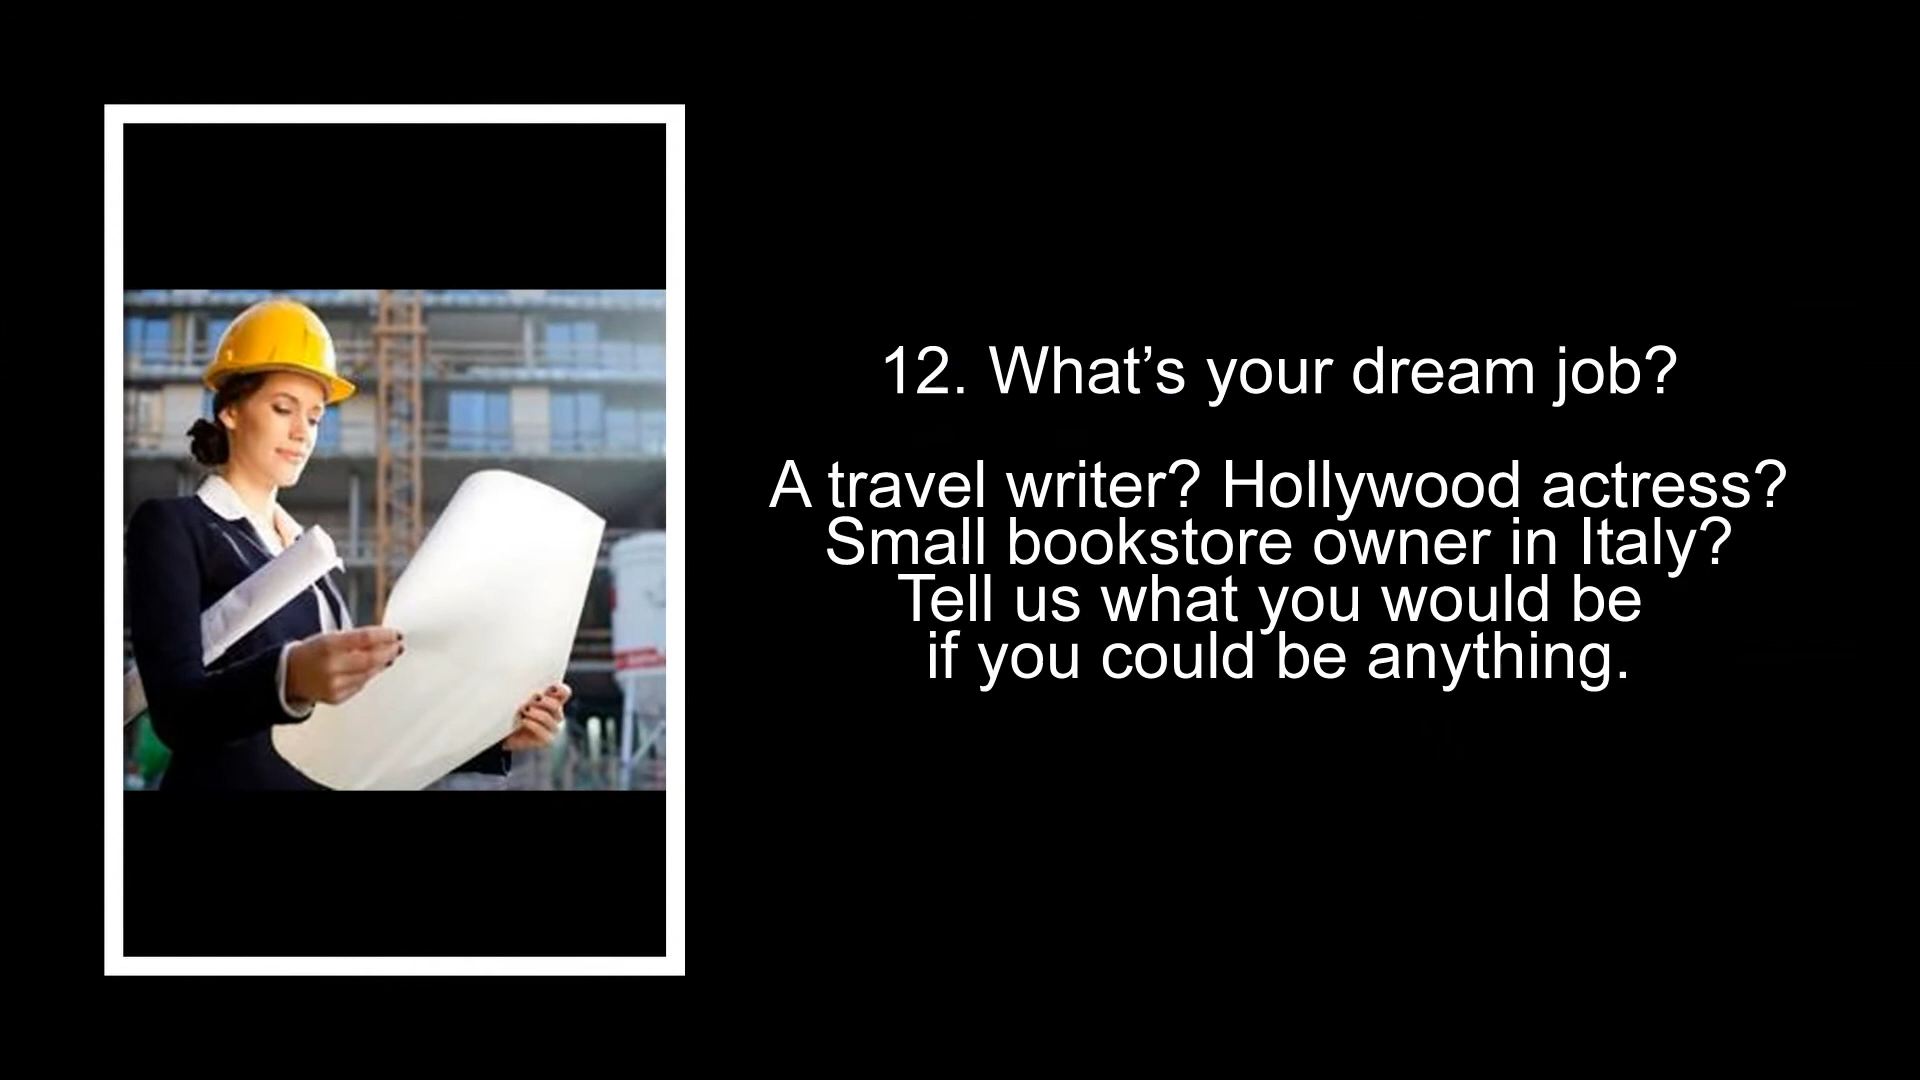 12. What’s your dream job?
A travel writer? Hollywood actress?
Small bookstore owner in Italy?
Tell us what you would be
if you could be anything.